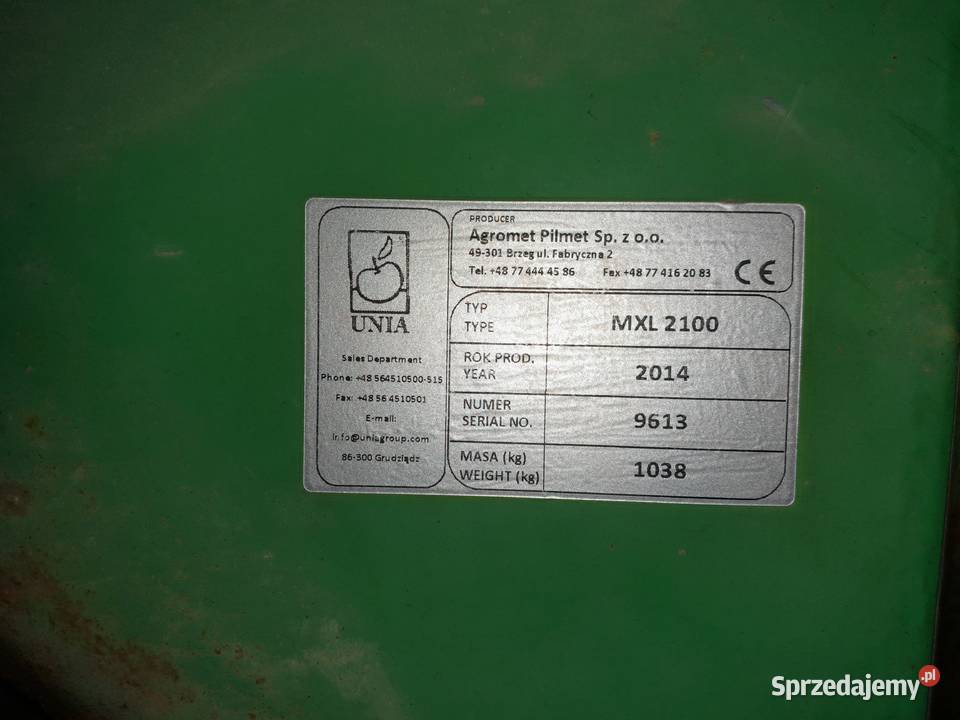 UNIA
Sales Department
Phone: +48 564510500-515
Fax: +48 56 4510501
E-mail:
info@uniagroup.com
86-300 Grudziądz
PRODUCER
Agromet Pilmet Sp. z o.o.
49-301 Brzeg ul. Fabryczna 2
Tel. +48 77 444 45 86 Fax +48 77 416 20 83
CE
TYP
TYPE
MXL 2100
ROK PROD.
YEAR
2014
NUMER
SERIAL NO.
9613
MASA (kg)
WEIGHT (kg)
1038
Sprzedajemy.pl